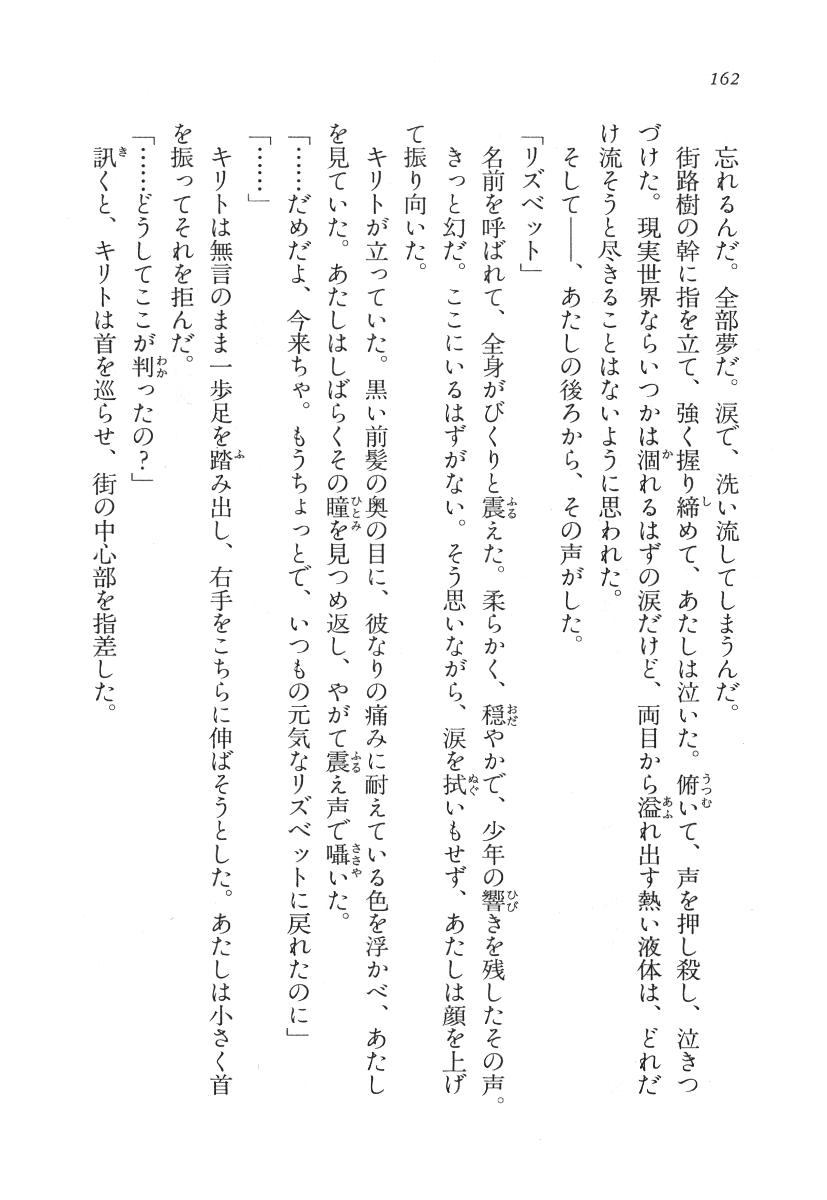 162
忘れるんだ。全部夢だ。涙で、洗い流してしまうんだ。
街路樹の幹に指を立て、強く握り締めて、あたしは泣いた。俯いて、声を押し殺し、泣きつ
づけた。現実世界ならいつかは涸れるはずの涙だけど、両目から溢れ出す熱い液体は、どれだ
け流そうと尽きることはないように思われた。
そして――、あたしの後ろから、その声がした。
「リズベット」
名前を呼ばれて、全身がびくりと震えた。柔らかく、穏やかで、少年の響きを残したその声。
きっと幻だ。ここにいるはずがない。そう思いながら、涙を拭いもせず、あたしは顔を上げ
て振り向いた。
キリトが立っていた。黒い前髪の奥の目に、彼なりの痛みに耐えている色を浮かべ、あたし
を見ていた。あたしはしばらくその瞳を見つめ返し、やがて震え声で囁いた。
「……だめだよ、今来ちゃ。もうちょっとで、いつもの元気なリズベットに戻れたのに」
「……」
キリトは無言のまま一歩足を踏み出し、右手をこちらに伸ばそうとした。あたしは小さく首
を振ってそれを拒んだ。
「……どうしてここが判ったの？」
訊くと、キリトは首を巡らせ、街の中心部を指差した。